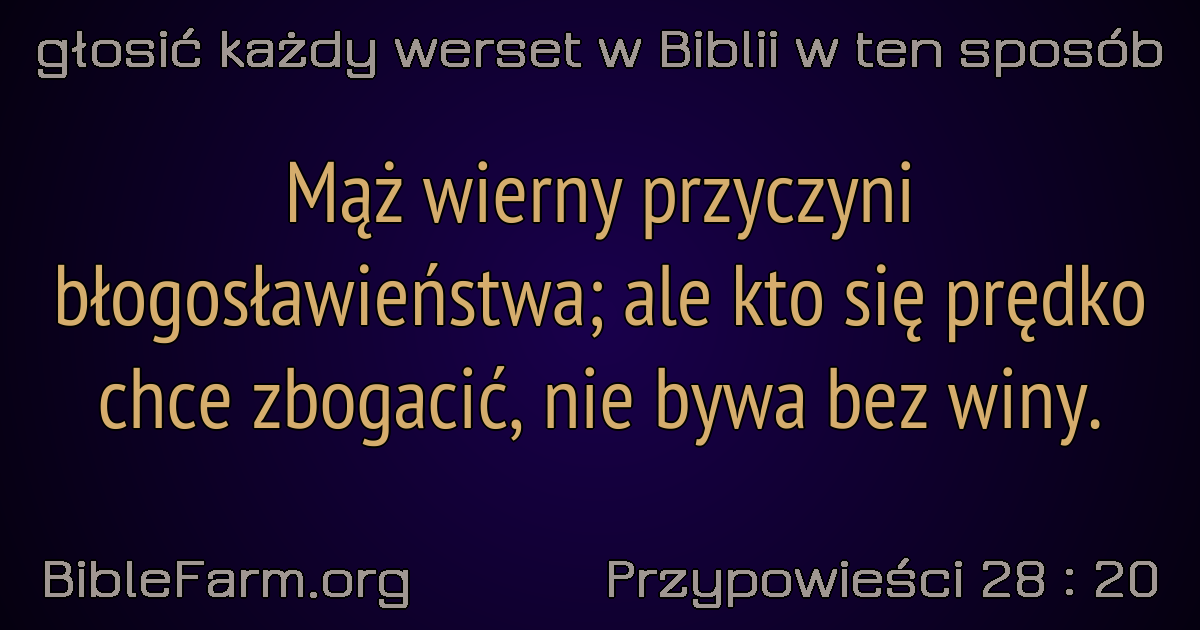 głosić każdy werset w Biblii w ten sposób
Mąż wierny przyczyni
błogosławieństwa; ale kto się prędko
chce zbogacić, nie bywa bez winy.
BibleFarm.org
Przypowieści 28 : 20